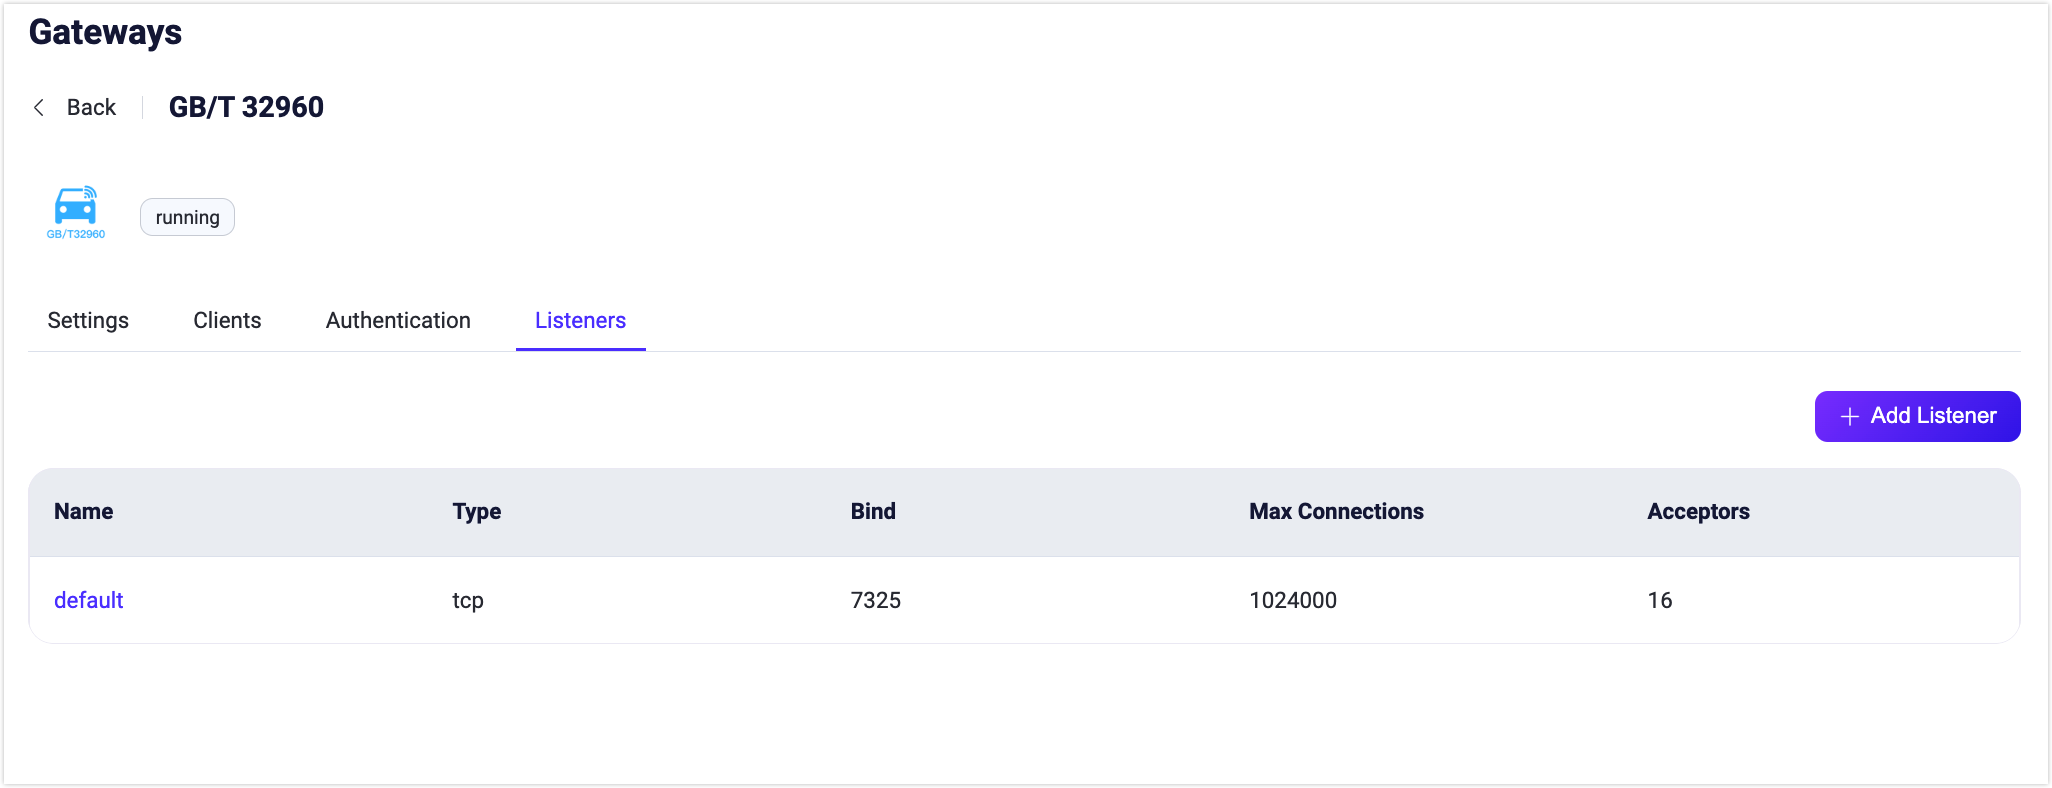 Gateways
Back GB/T 32960
GB/T32960
running
Settings Clients Authentication Listeners
Add Listener
Name Type Bind Max Connections Acceptors
default tcp 7325 1024000 16